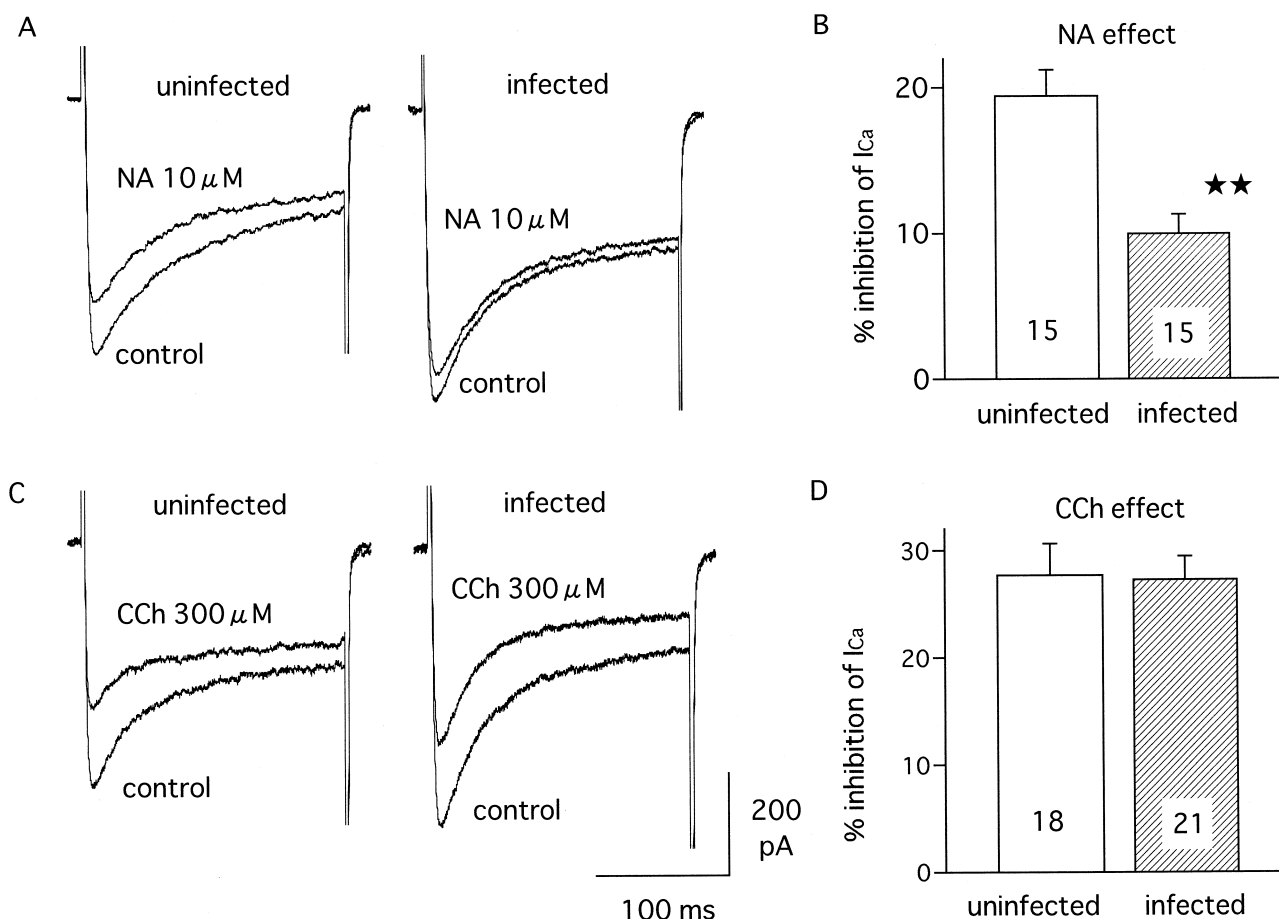 A
uninfected
infected
NA 10 μM
NA 10 μM
control
control
B
NA effect
% inhibition of ICa
20
10
0
15
15
★★
uninfected
infected
C
uninfected
infected
CCh 300 μM
CCh 300 μM
control
control
200
pA
100 ms
D
CCh effect
% inhibition of ICa
30
20
10
0
18
21
uninfected
infected